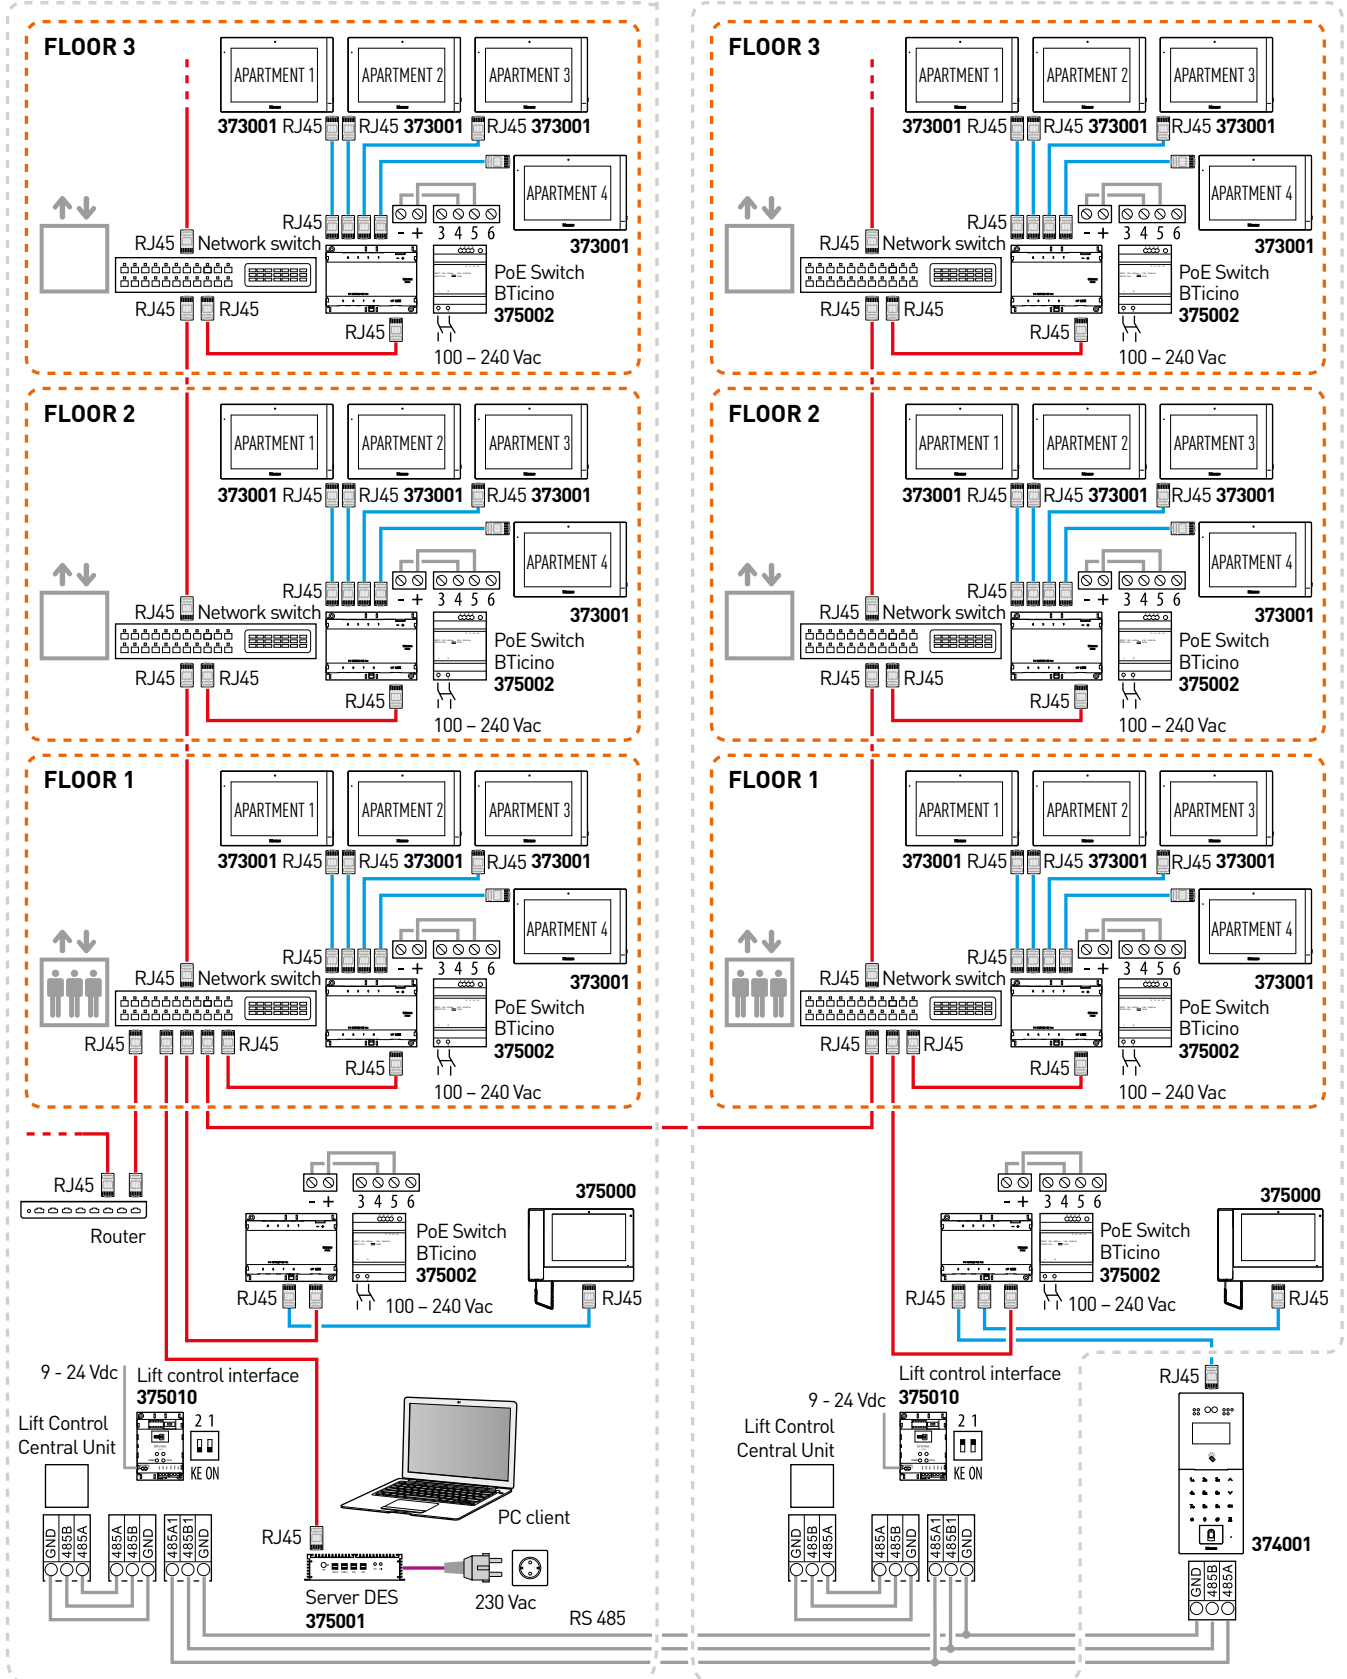 FLOOR 3
APARTMENT 1 APARTMENT 2 APARTMENT 3
373001 RJ45 RJ45 373001 RJ45 373001
APARTMENT 4
RJ45
- + 3 4 5 6
373001
RJ45 Network switch
PoE Switch
BTicino
375002
RJ45 RJ45
RJ45
100 – 240 Vac
FLOOR 2
APARTMENT 1 APARTMENT 2 APARTMENT 3
373001 RJ45 RJ45 373001 RJ45 373001
APARTMENT 4
RJ45
- + 3 4 5 6
373001
RJ45 Network switch
PoE Switch
BTicino
375002
RJ45 RJ45
RJ45
100 – 240 Vac
FLOOR 1
APARTMENT 1 APARTMENT 2 APARTMENT 3
373001 RJ45 RJ45 373001 RJ45 373001
APARTMENT 4
RJ45
- + 3 4 5 6
373001
RJ45 Network switch
PoE Switch
BTicino
375002
RJ45 RJ45
RJ45
100 – 240 Vac
RJ45
Router
- + 3 4 5 6
375000
PoE Switch
BTicino
375002
RJ45
100 – 240 Vac
RJ45
9 - 24 Vdc
Lift control interface
375010
2 1
KE ON
Lift Control
Central Unit
GND 485B 485A
485A 485B GND
485A1 485B1 GND
PC client
RJ45
Server DES
375001
230 Vac
RS 485
FLOOR 3
APARTMENT 1 APARTMENT 2 APARTMENT 3
373001 RJ45 RJ45 373001 RJ45 373001
APARTMENT 4
RJ45
- + 3 4 5 6
373001
RJ45 Network switch
PoE Switch
BTicino
375002
RJ45 RJ45
RJ45
100 – 240 Vac
FLOOR 2
APARTMENT 1 APARTMENT 2 APARTMENT 3
373001 RJ45 RJ45 373001 RJ45 373001
APARTMENT 4
RJ45
- + 3 4 5 6
373001
RJ45 Network switch
PoE Switch
BTicino
375002
RJ45 RJ45
RJ45
100 – 240 Vac
FLOOR 1
APARTMENT 1 APARTMENT 2 APARTMENT 3
373001 RJ45 RJ45 373001 RJ45 373001
APARTMENT 4
RJ45
- + 3 4 5 6
373001
RJ45 Network switch
PoE Switch
BTicino
375002
RJ45 RJ45
RJ45
100 – 240 Vac
- + 3 4 5 6
375000
PoE Switch
BTicino
375002
RJ45
100 – 240 Vac
RJ45
RJ45
Lift control interface
9 - 24 Vdc
375010
2 1
KE ON
Lift Control
Central Unit
GND 485B 485A
485A 485B GND
485A1 485B1 GND
374001
GND 485B 485A